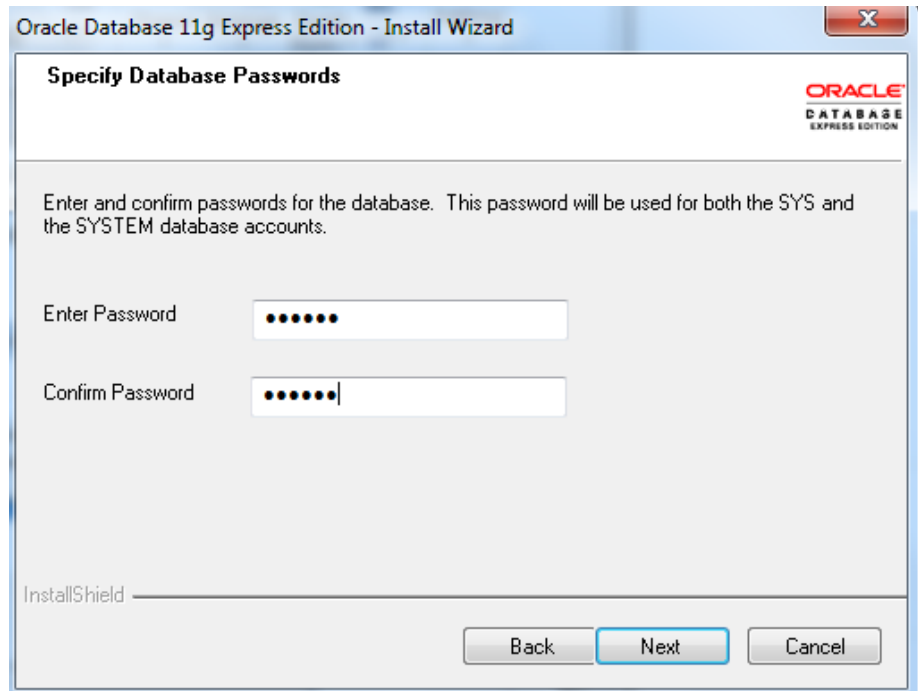 Oracle Database 11g Express Edition - Install Wizard
Specify Database Passwords
ORACLE
DATABASE
EXPRESS EDITION
Enter and confirm passwords for the database. This password will be used for both the SYS and
the SYSTEM database accounts.
Enter Password ●●●●●●
Confirm Password ●●●●●●
InstallShield
Back Next Cancel